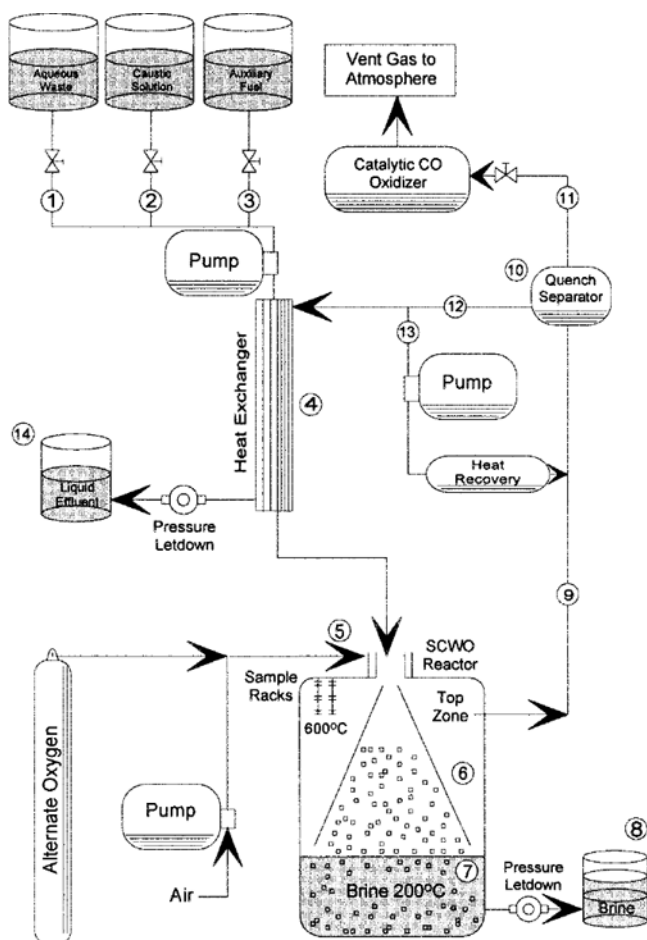 Aqueous
Waste
Caustic
Solution
Auxiliary
Fuel
Vent Gas to
Atmosphere
Catalytic CO
Oxidizer
1
2
3
11
Pump
10
Quench
Separator
12
13
Heat Exchanger
4
Pump
14
Liquid
Effluent
Heat
Recovery
Pressure
Letdown
9
5
SCWO
Reactor
Sample
Racks
600ºC
Top
Zone
Alternate Oxygen
6
Pump
Air
7
Brine 200ºC
Pressure
Letdown
8
Brine